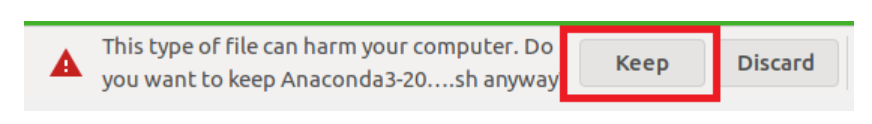 This type of file can harm your computer. Do
you want to keep Anaconda3-20....sh anyway
Keep
Discard